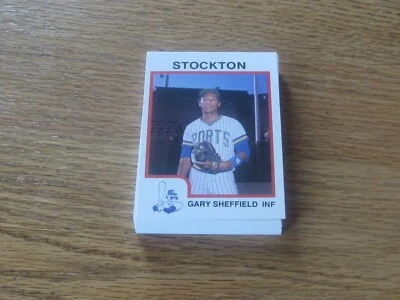 STOCKTON
PORTS
GARY SHEFFIELD INF